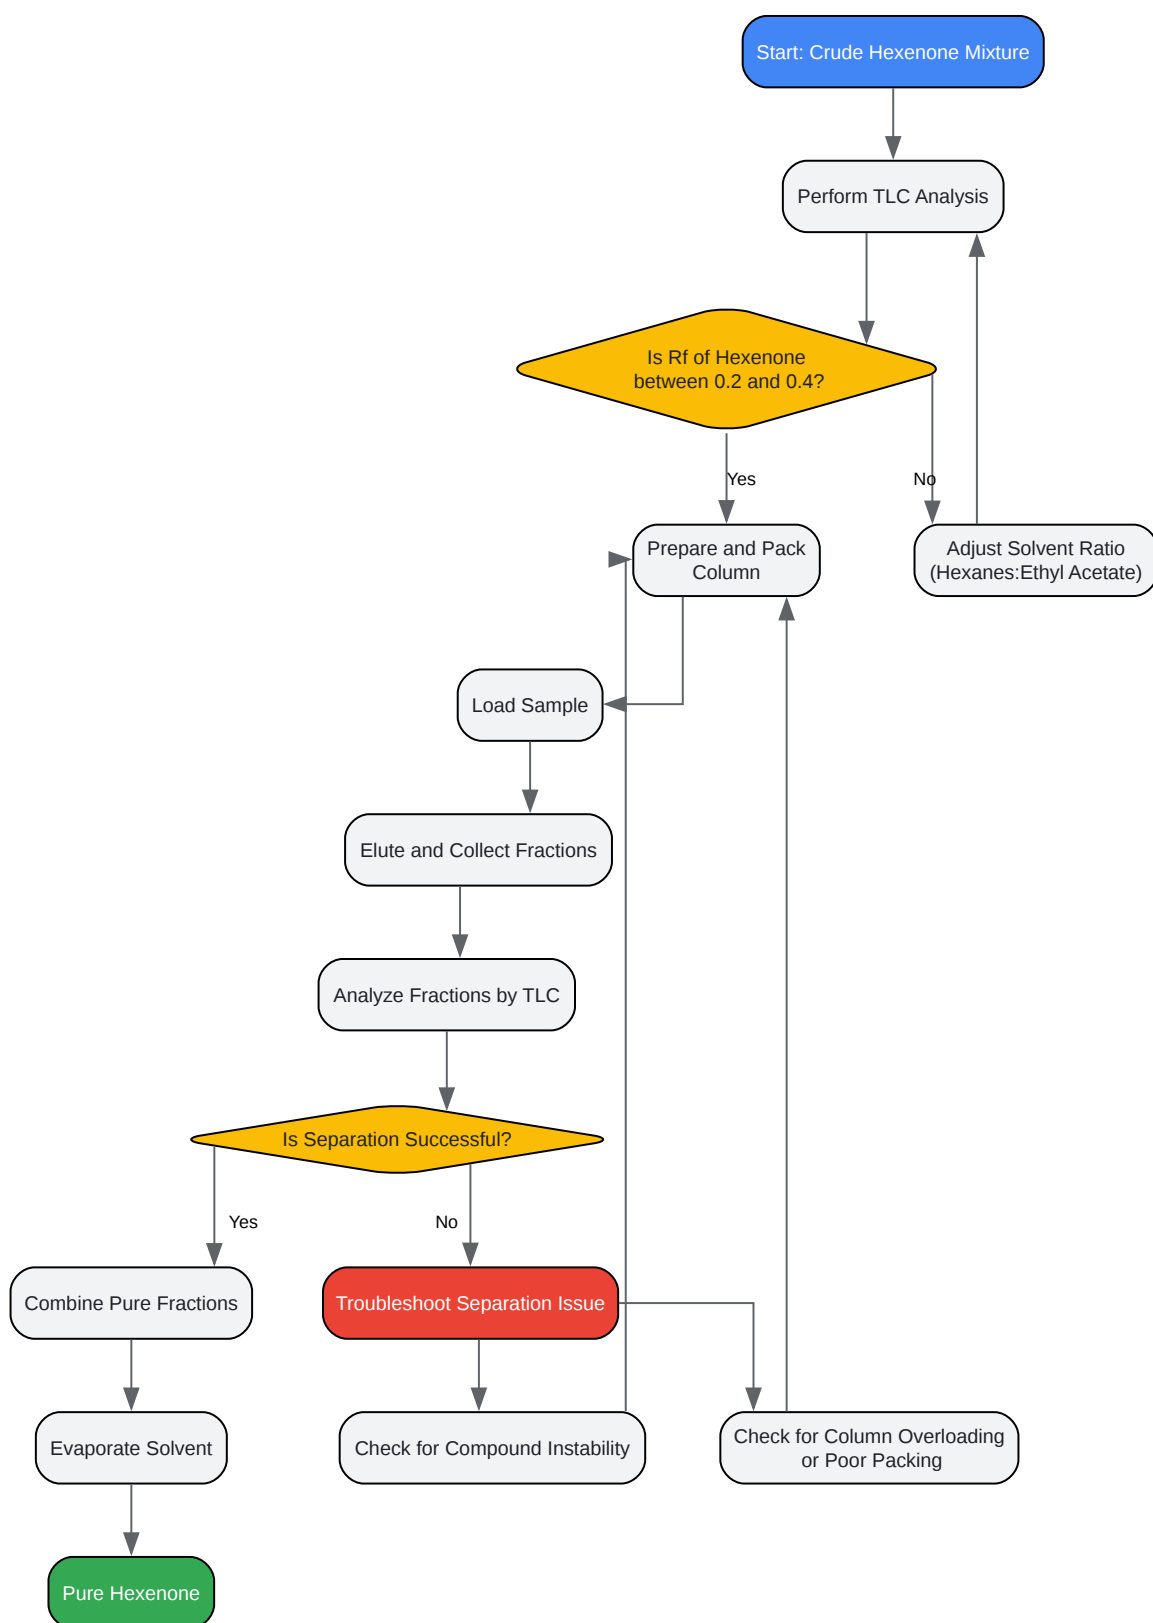 Start: Crude Hexenone Mixture
Perform TLC Analysis
Is Rf of Hexenone
between 0.2 and 0.4?
Yes
No
Prepare and Pack
Column
Adjust Solvent Ratio
(Hexanes:Ethyl Acetate)
Load Sample
Elute and Collect Fractions
Analyze Fractions by TLC
Is Separation Successful?
Yes
No
Combine Pure Fractions
Troubleshoot Separation Issue
Evaporate Solvent
Check for Compound Instability
Check for Column Overloading
or Poor Packing
Pure Hexenone